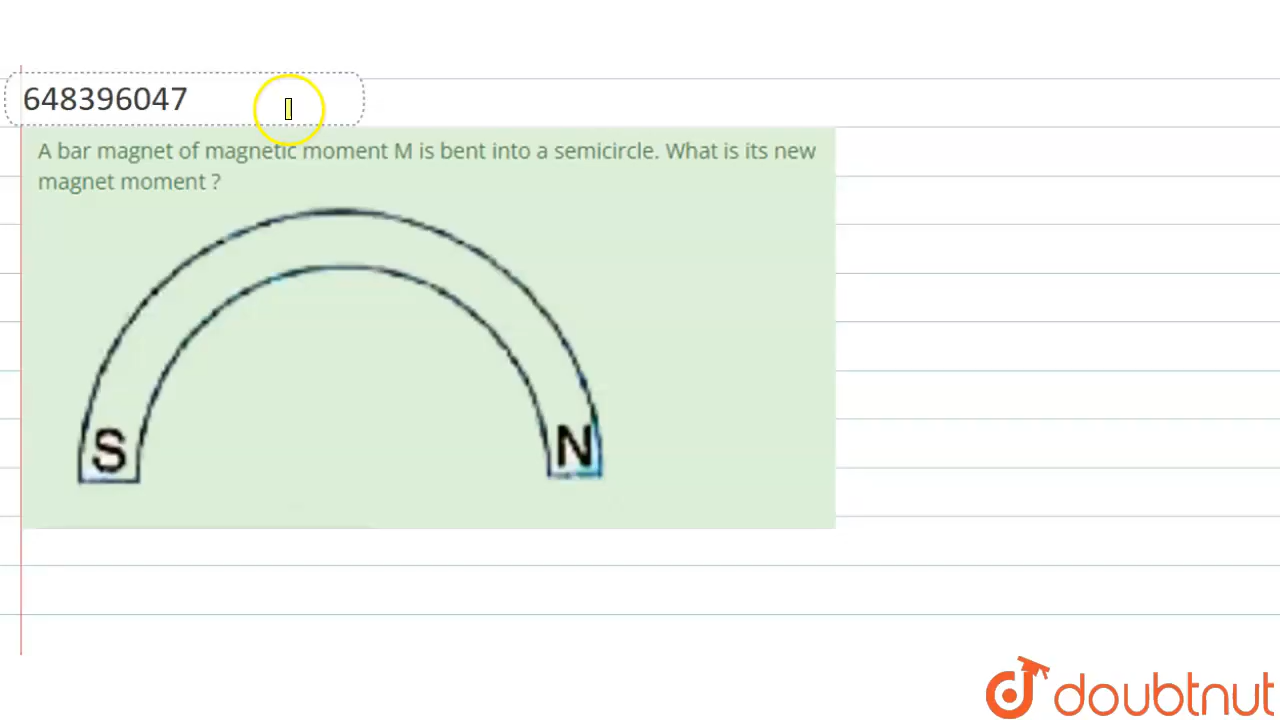 648396047
A bar magnet of magnetic moment M is bent into a semicircle. What is its new
magnet moment ?
S
N
doubtnut